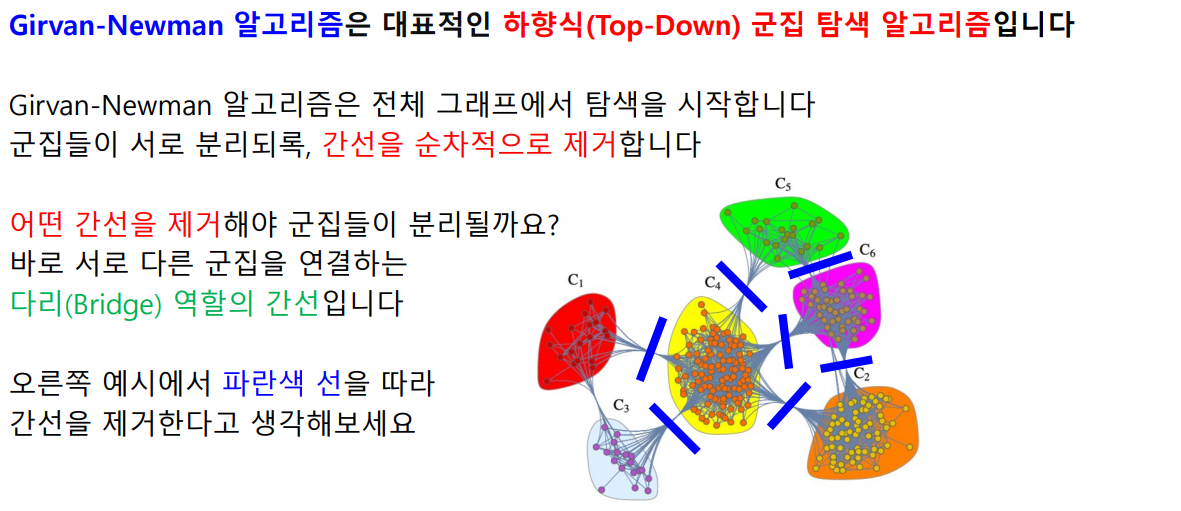 Girvan-Newman 알고리즘은 대표적인 하향식(Top-Down) 군집 탐색 알고리즘입니다
Girvan-Newman 알고리즘은 전체 그래프에서 탐색을 시작합니다
군집들이 서로 분리되록, 간선을 순차적으로 제거합니다
어떤 간선을 제거해야 군집들이 분리될까요?
바로 서로 다른 군집을 연결하는
다리(Bridge) 역할의 간선입니다
오른쪽 예시에서 파란색 선을 따라
간선을 제거한다고 생각해보세요
C5
C6
C1
C4
C2
C3